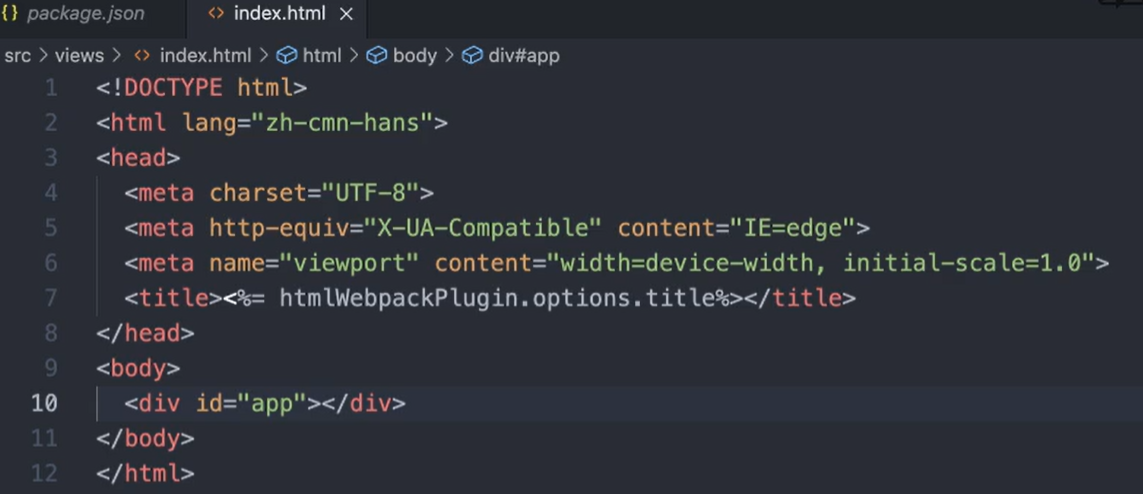 {} package.json <> index.html ×
src > views > <> index.html > html > body > div#app
1 <!DOCTYPE html>
2 <html lang="zh-cmn-hans">
3 <head>
4 <meta charset="UTF-8">
5 <meta http-equiv="X-UA-Compatible" content="IE=edge">
6 <meta name="viewport" content="width=device-width, initial-scale=1.0">
7 <title><%= htmlWebpackPlugin.options.title%></title>
8 </head>
9 <body>
10 <div id="app"></div>
11 </body>
12 </html>